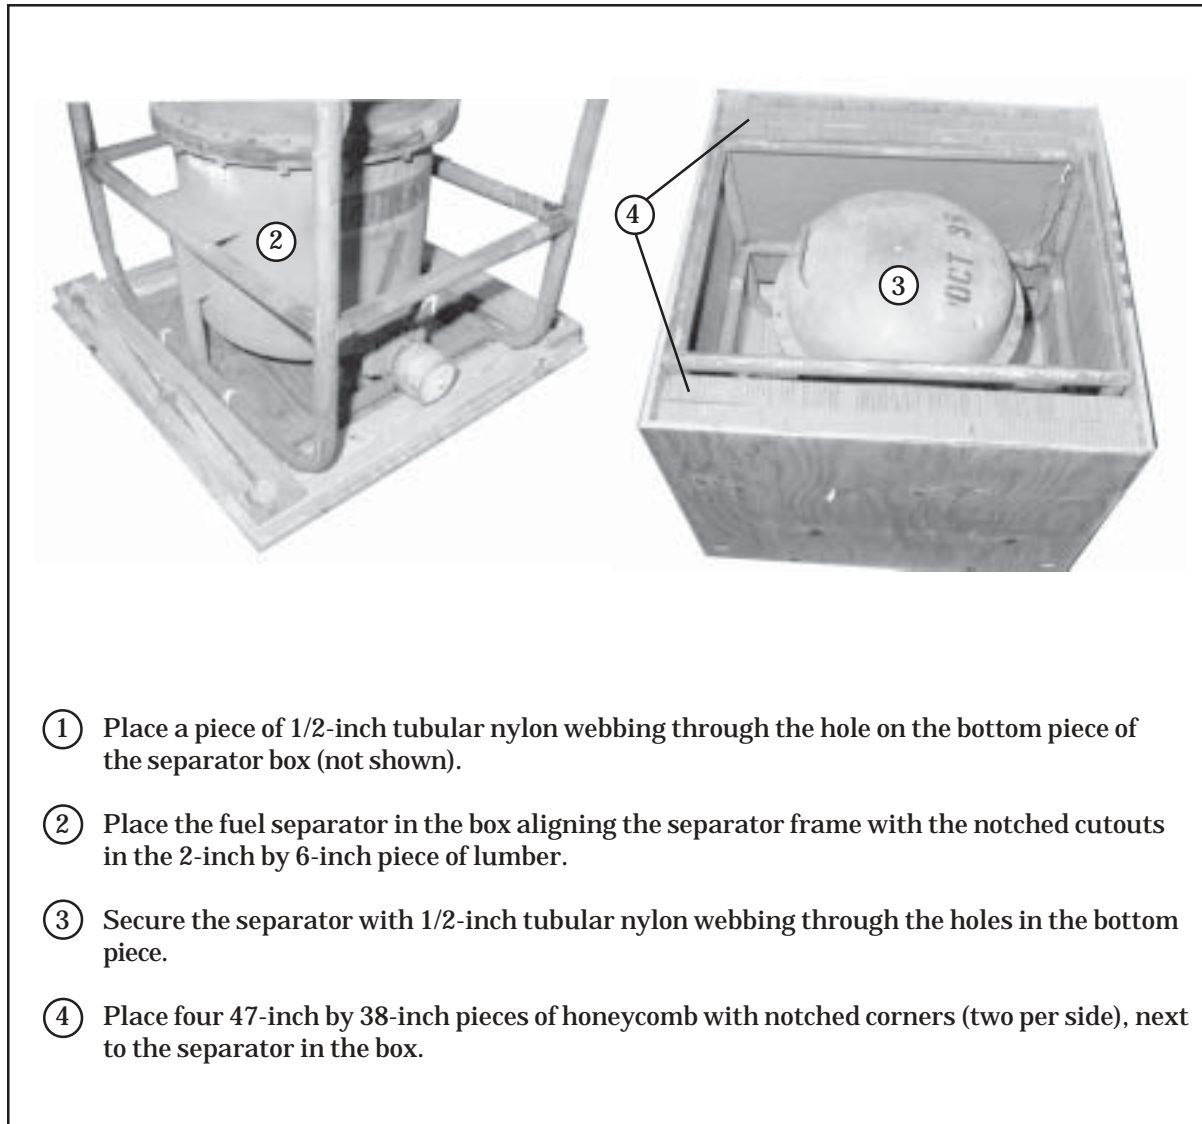 2
4
3
OCT 95
1 Place a piece of 1/2-inch tubular nylon webbing through the hole on the bottom piece of
the separator box (not shown).
2 Place the fuel separator in the box aligning the separator frame with the notched cutouts
in the 2-inch by 6-inch piece of lumber.
3 Secure the separator with 1/2-inch tubular nylon webbing through the holes in the bottom
piece.
4 Place four 47-inch by 38-inch pieces of honeycomb with notched corners (two per side), next
to the separator in the box.